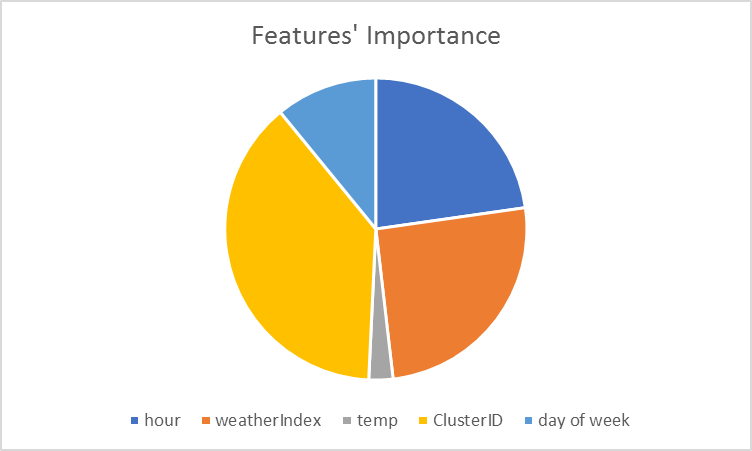 Features' Importance
hour weatherIndex temp ClusterID day of week